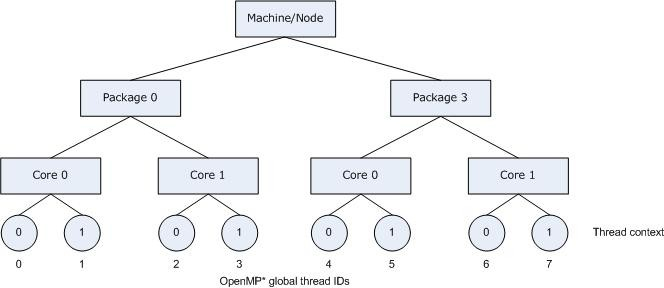 Machine/Node
Package 0
Package 3
Core 0
Core 1
Core 0
Core 1
0 1 0 1 0 1 0 1
Thread context
0 1 2 3 4 5 6 7
OpenMP* global thread IDs